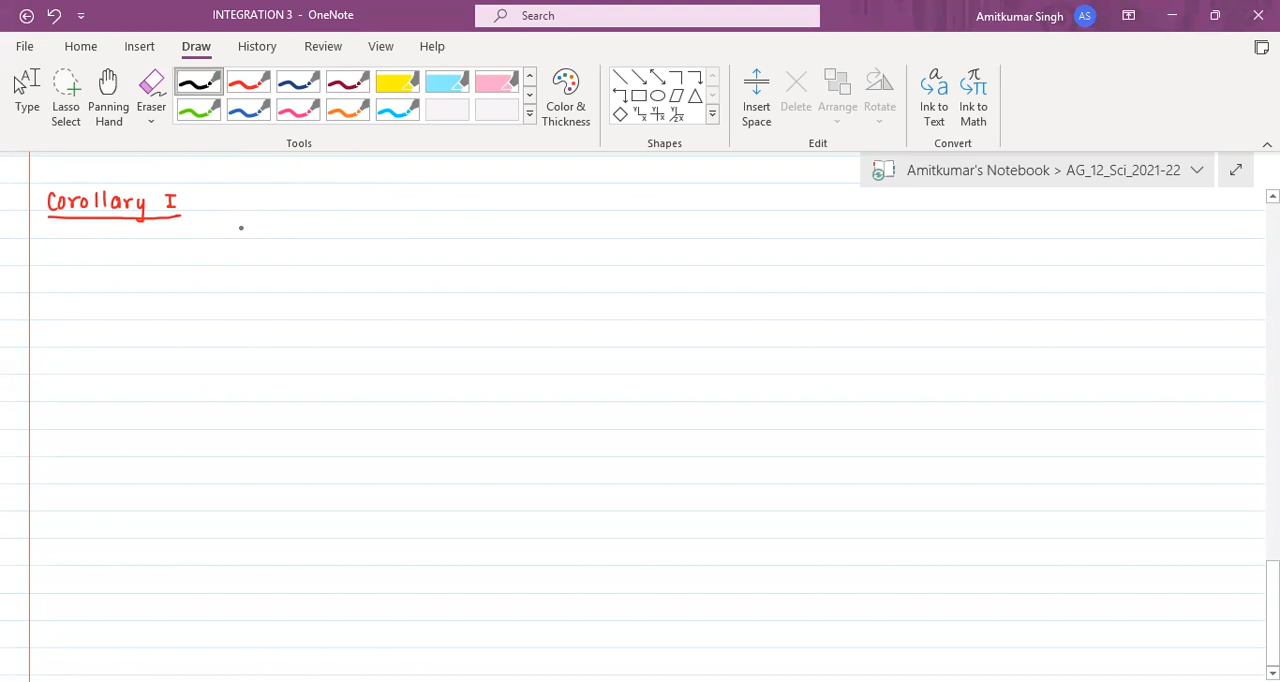 INTEGRATION 3 - OneNote
Search
Amitkumar Singh AS
File Home Insert Draw History Review View Help
Type
Lasso Select
Panning Hand
Eraser
Color & Thickness
Insert Space
Delete
Arrange
Rotate
Ink to Text
Ink to Math
Tools
Shapes
Edit
Convert
Amitkumar's Notebook > AG_12_Sci_2021-22
Corollary I